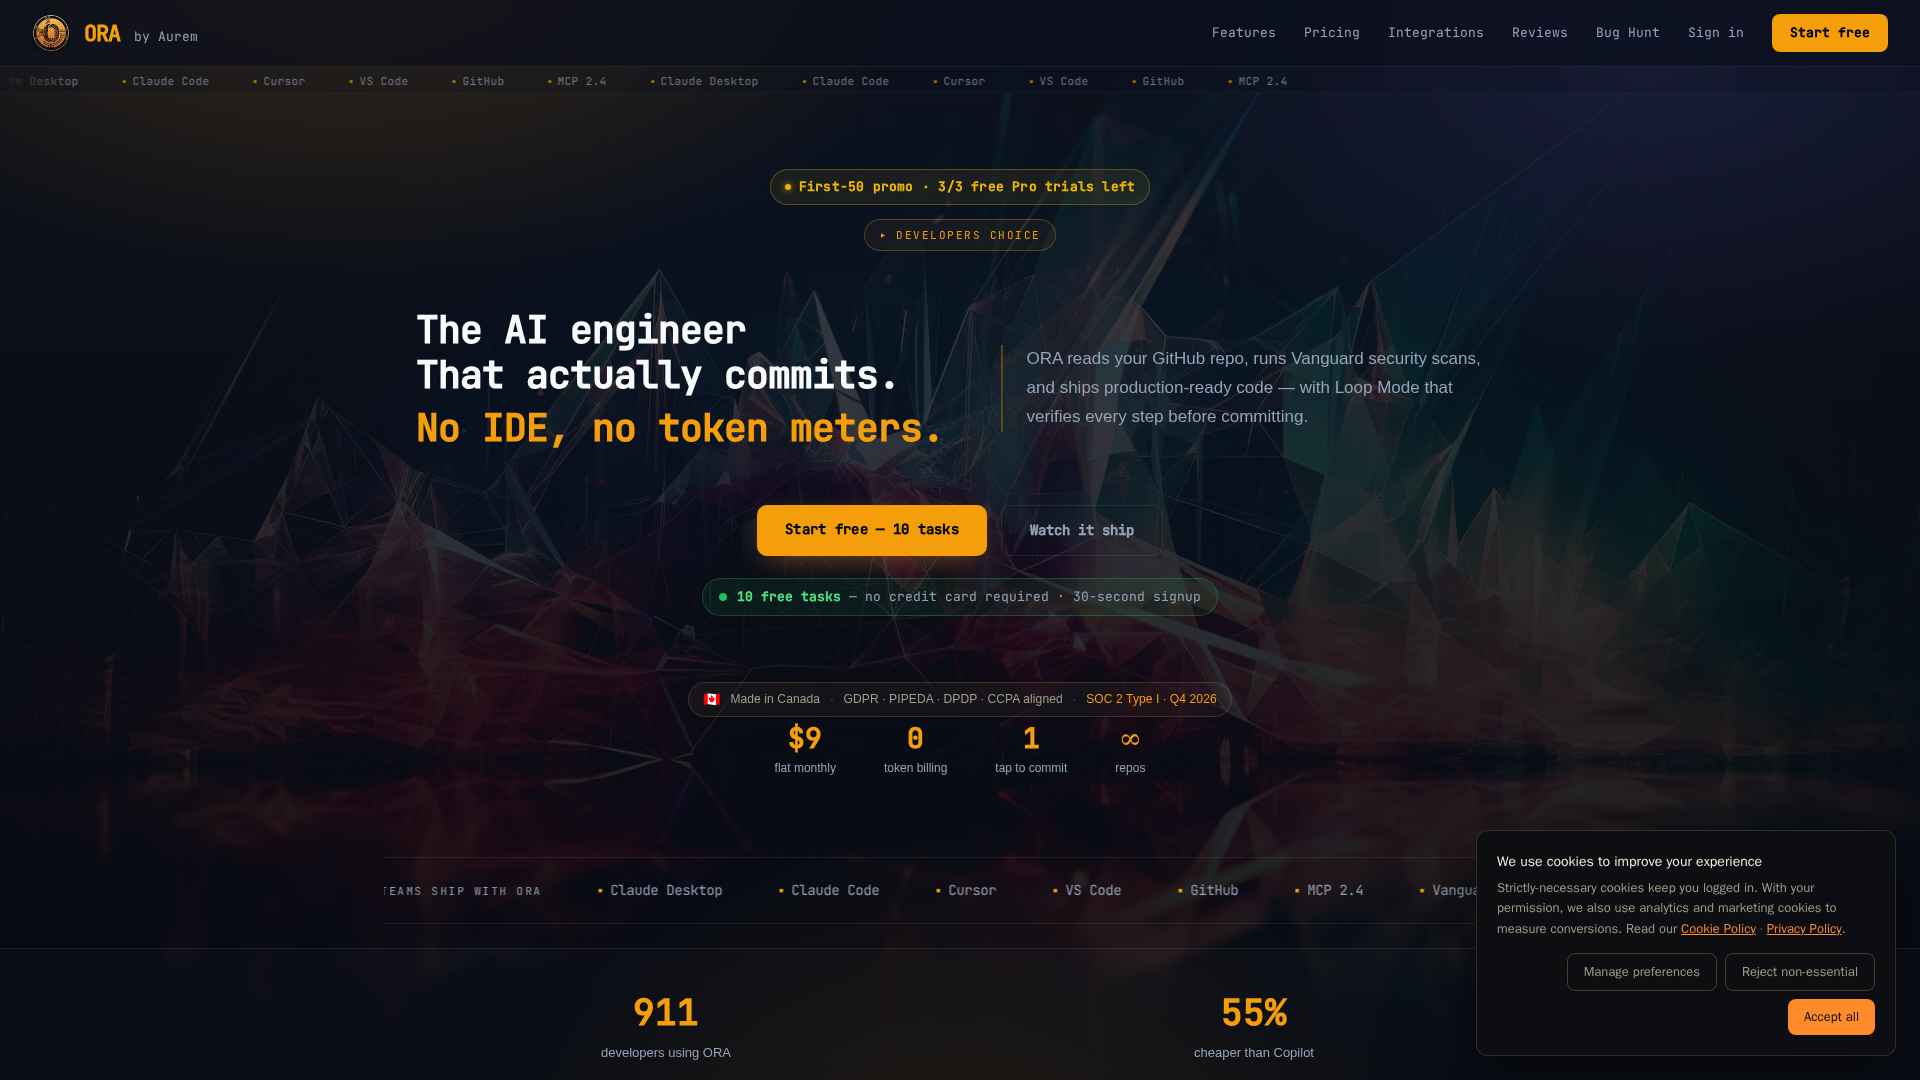 ORA by Aurem
Features Pricing Integrations Reviews Bug Hunt Sign in Start free
Desktop • Claude Code • Cursor • VS Code • GitHub • MCP 2.4 • Claude Desktop • Claude Code • Cursor • VS Code • GitHub • MCP 2.4
First-50 promo · 3/3 free Pro trials left
▸ DEVELOPERS CHOICE
The AI engineer
That actually commits.
No IDE, no token meters.
ORA reads your GitHub repo, runs Vanguard security scans,
and ships production-ready code — with Loop Mode that
verifies every step before committing.
Start free — 10 tasks
Watch it ship
10 free tasks — no credit card required · 30-second signup
Made in Canada · GDPR · PIPEDA · DPDP · CCPA aligned · SOC 2 Type I · Q4 2026
$9 0 1 ∞
flat monthly token billing tap to commit repos
TEAMS SHIP WITH ORA • Claude Desktop • Claude Code • Cursor • VS Code • GitHub • MCP 2.4 • Vangua
911
developers using ORA
55%
cheaper than Copilot
We use cookies to improve your experience
Strictly-necessary cookies keep you logged in. With your
permission, we also use analytics and marketing cookies to
measure conversions. Read our Cookie Policy · Privacy Policy.
Manage preferences Reject non-essential
Accept all